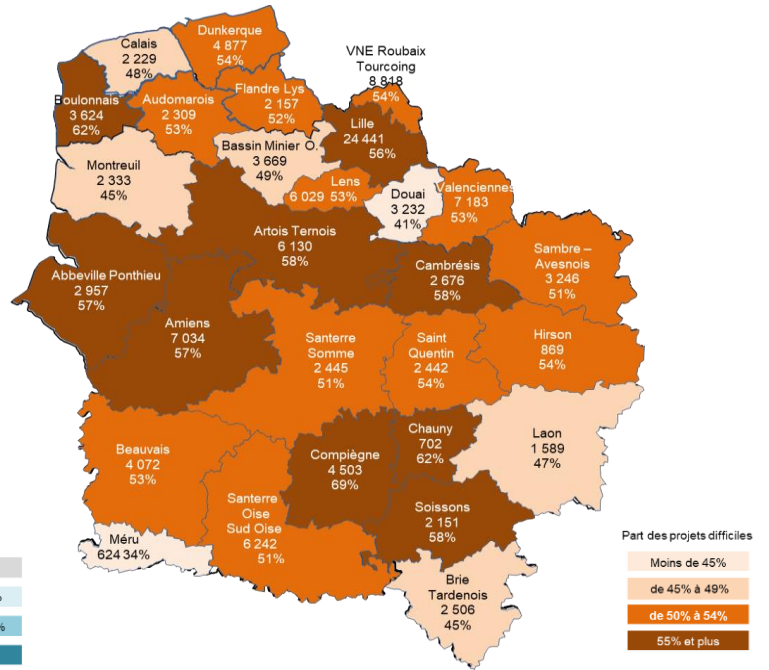 Dunkerque
4 877
54%
Calais
2 229
48%
VNE Roubaix
Tourcoing
8 818
54%
Boulonnais
3 624
62%
Audomarois
2 309
53%
Flandre Lys
2 157
52%
Lille
24 441
56%
Bassin Minier O.
3 669
49%
Montreuil
2 333
45%
Lens
6 029 53%
Douai
3 232
41%
Valenciennes
7 183
53%
Artois Ternois
6 130
58%
Cambrésis
2 676
58%
Sambre –
Avesnois
3 246
51%
Abbeville Ponthieu
2 957
57%
Amiens
7 034
57%
Santerre
Somme
2 445
51%
Saint
Quentin
2 442
54%
Hirson
869
54%
Laon
1 589
47%
Chauny
702
62%
Beauvais
4 072
53%
Compiègne
4 503
69%
Santerre
Oise
Sud Oise
6 242
51%
Soissons
2 151
58%
Méru
624 34%
Brie
Tardenois
2 506
45%
Part des projets difficiles
Moins de 45%
de 45% à 49%
de 50% à 54%
55% et plus
%